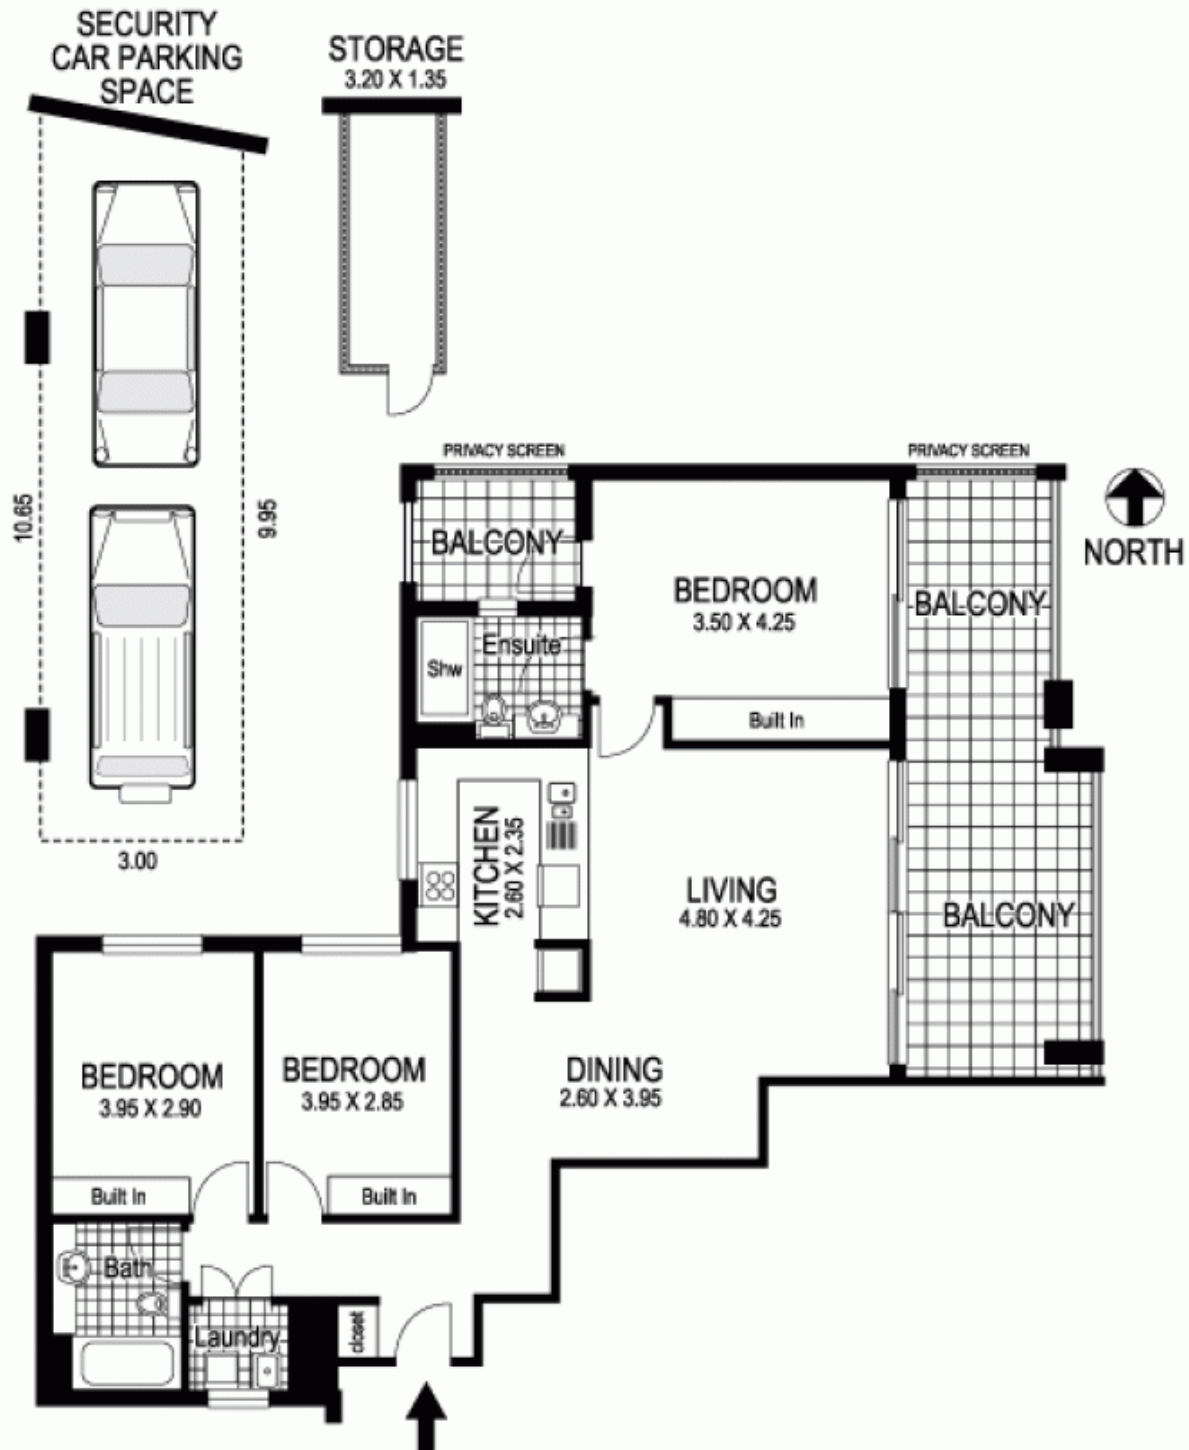 SECURITY
CAR PARKING
SPACE
STORAGE
3.20 X 1.35
10.65
9.95
3.00
PRIVACY SCREEN
PRIVACY SCREEN
NORTH
BALCONY
BEDROOM
3.50 X 4.25
BALCONY
Ensuite
Shw
Built In
KITCHEN
2.60 X 2.35
LIVING
4.80 X 4.25
BALCONY
BEDROOM
3.95 X 2.90
BEDROOM
3.95 X 2.85
DINING
2.60 X 3.95
Built In
Built In
Bath
Laundry
closet